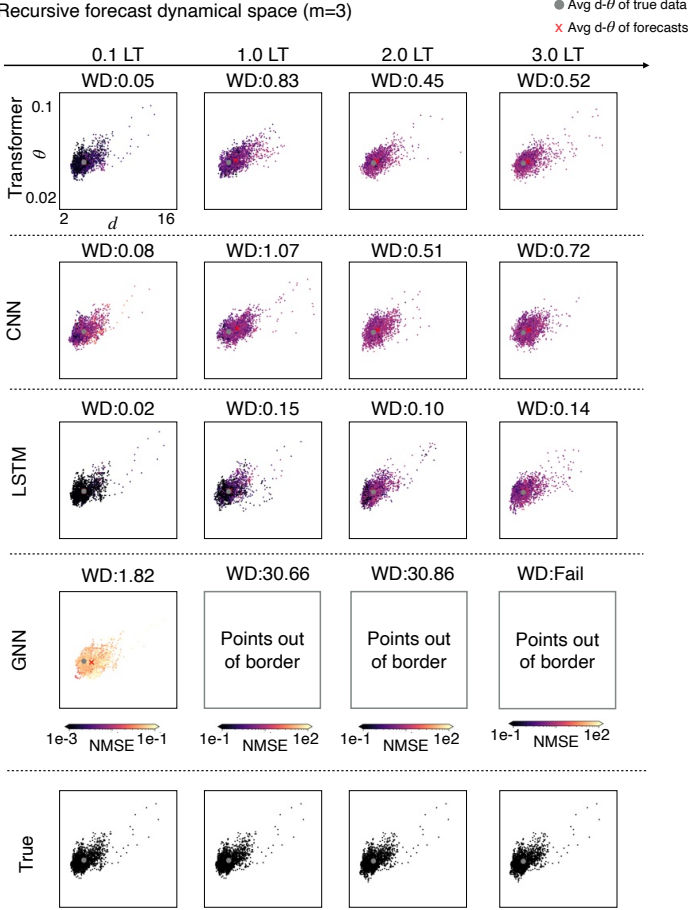 Recursive forecast dynamical space (m=3)
Avg d-θ of true data
x Avg d-θ of forecasts
0.1 LT 1.0 LT 2.0 LT 3.0 LT
WD:0.05 WD:0.83 WD:0.45 WD:0.52
Transformer
0.1
θ
0.02
2 d 16
WD:0.08 WD:1.07 WD:0.51 WD:0.72
CNN
WD:0.02 WD:0.15 WD:0.10 WD:0.14
LSTM
WD:1.82 WD:30.66 WD:30.86 WD:Fail
GNN
Points out Points out Points out
of border of border of border
1e-3 NMSE 1e-1 1e-1 NMSE 1e2 1e-1 NMSE 1e2 1e-1 NMSE 1e2
True